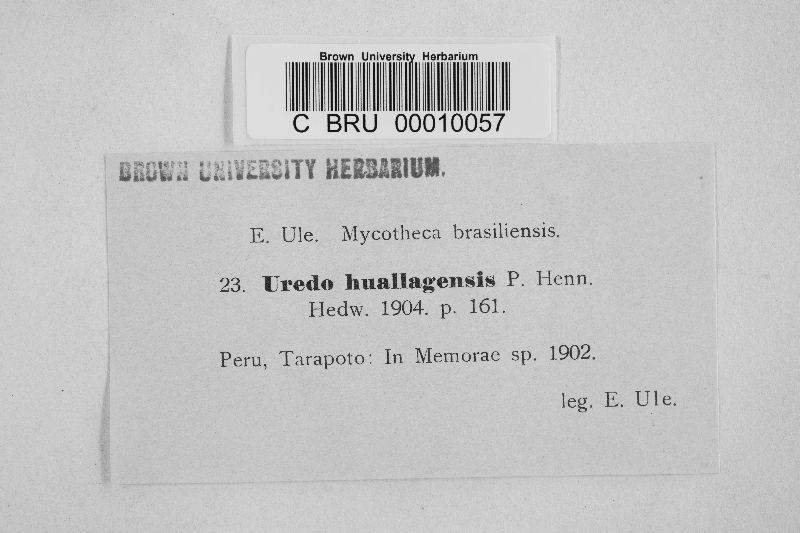 Brown University Herbarium
C BRU 00010057
BROWN UNIVERSITY HERBARIUM.
E. Ule. Mycotheca brasiliensis.
23. Uredo huallagensis P. Henn.
Hedw. 1904. p. 161.
Peru, Tarapoto: In Memorae sp. 1902.
leg. E. Ule.